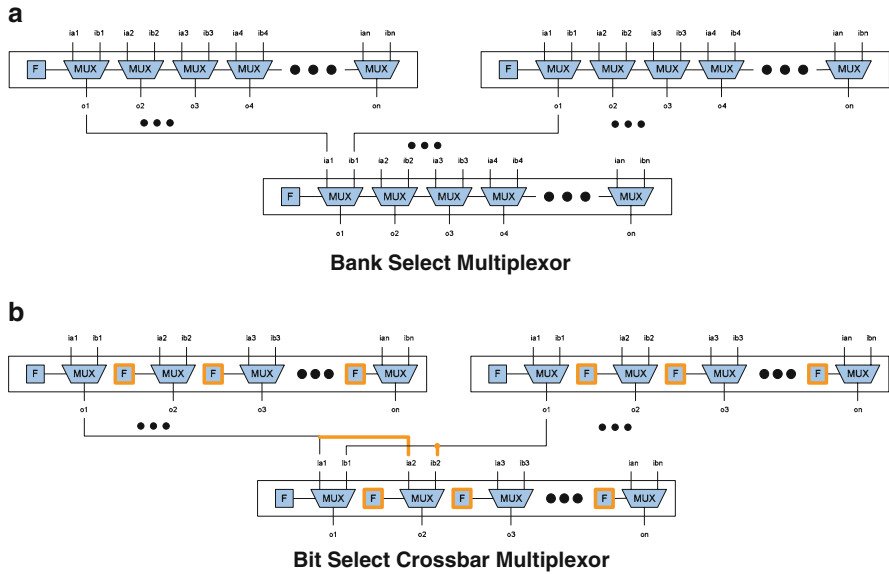 a
ia1 ib1 ia2 ib2 ia3 ib3 ia4 ib4 ian ibn ia1 ib1 ia2 ib2 ia3 ib3 ia4 ib4 ian ibn
F MUX MUX MUX MUX MUX F MUX MUX MUX MUX MUX
o1 o2 o3 o4 on o1 o2 o3 o4 on
ia1 ib1 ia2 ib2 ia3 ib3 ia4 ib4 ian ibn
F MUX MUX MUX MUX MUX
o1 o2 o3 o4 on
Bank Select Multiplexor
b
ia1 ib1 ia2 ib2 ia3 ib3 ian ibn ia1 ib1 ia2 ib2 ia3 ib3 ian ibn
F MUX F MUX F MUX F MUX F MUX F MUX F MUX F MUX
o1 o2 o3 on o1 o2 o3 on
ia1 ib1 ia2 ib2 ia3 ib3 ian ibn
F MUX F MUX F MUX F MUX
o1 o2 o3 on
Bit Select Crossbar Multiplexor